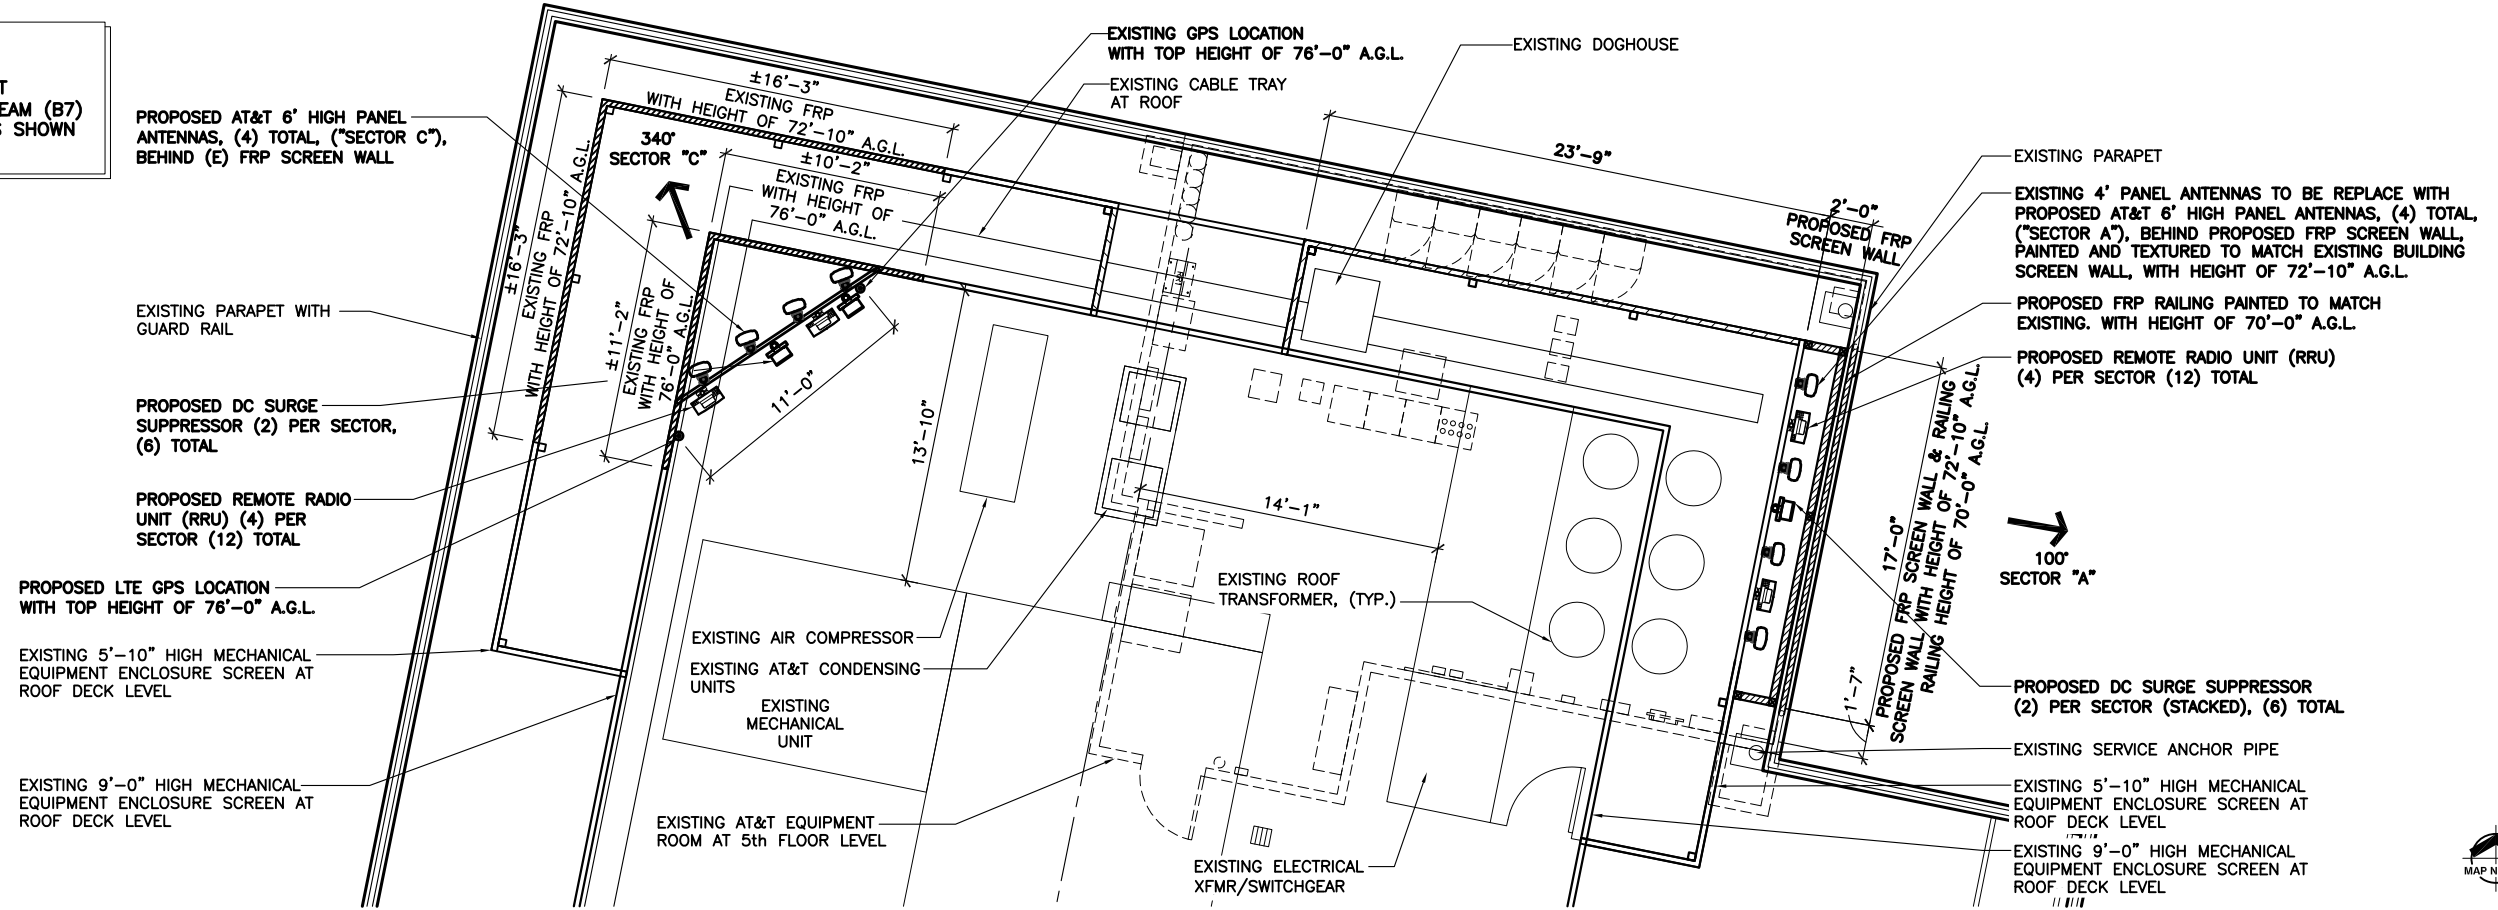 SHOWN
PROPOSED AT&T 6' HIGH PANEL
ANTENNAS, (4) TOTAL, ("SECTOR C"),
BEHIND (E) FRP SCREEN WALL
EXISTING PARAPET WITH
GUARD RAIL
PROPOSED DC SURGE
SUPPRESSOR (2) PER SECTOR,
(6) TOTAL
PROPOSED REMOTE RADIO
UNIT (RRU) (4) PER
SECTOR (12) TOTAL
PROPOSED LTE GPS LOCATION
WITH TOP HEIGHT OF 76'-0" A.G.L.
EXISTING 5'-10" HIGH MECHANICAL
EQUIPMENT ENCLOSURE SCREEN AT
ROOF DECK LEVEL
EXISTING 9'-0" HIGH MECHANICAL
EQUIPMENT ENCLOSURE SCREEN AT
ROOF DECK LEVEL
±16'-3"
EXISTING FRP
WITH HEIGHT OF 72'-10" A.G.L.
±16'-3"
EXISTING FRP
WITH HEIGHT OF 72'-10" A.G.L.
340°
SECTOR "C"
±10'-2"
EXISTING FRP
WITH HEIGHT OF
76'-0" A.G.L.
±11'-2"
EXISTING FRP
WITH HEIGHT OF
76'-0" A.G.L.
11'-0"
13'-10"
14'-1"
EXISTING GPS LOCATION
WITH TOP HEIGHT OF 76'-0" A.G.L.
EXISTING CABLE TRAY
AT ROOF
EXISTING DOGHOUSE
23'-9"
2'-0"
PROPOSED FRP
SCREEN WALL
EXISTING AIR COMPRESSOR
EXISTING AT&T CONDENSING
UNITS
EXISTING
MECHANICAL
UNIT
EXISTING AT&T EQUIPMENT
ROOM AT 5th FLOOR LEVEL
EXISTING ROOF
TRANSFORMER, (TYP.)
EXISTING ELECTRICAL
XFMR/SWITCHGEAR
EXISTING PARAPET
EXISTING 4' PANEL ANTENNAS TO BE REPLACE WITH
PROPOSED AT&T 6' HIGH PANEL ANTENNAS, (4) TOTAL,
("SECTOR A"), BEHIND PROPOSED FRP SCREEN WALL,
PAINTED AND TEXTURED TO MATCH EXISTING BUILDING
SCREEN WALL, WITH HEIGHT OF 72'-10" A.G.L.
PROPOSED FRP RAILING PAINTED TO MATCH
EXISTING. WITH HEIGHT OF 70'-0" A.G.L.
PROPOSED REMOTE RADIO UNIT (RRU)
(4) PER SECTOR (12) TOTAL
17'-0"
PROPOSED FRP SCREEN WALL & RAILING
SCREEN WALL WITH HEIGHT OF 72'-10" A.G.L.
RAILING HEIGHT OF 70'-0" A.G.L.
1'-7"
100°
SECTOR "A"
PROPOSED DC SURGE SUPPRESSOR
(2) PER SECTOR (STACKED), (6) TOTAL
EXISTING SERVICE ANCHOR PIPE
EXISTING 5'-10" HIGH MECHANICAL
EQUIPMENT ENCLOSURE SCREEN AT
ROOF DECK LEVEL
EXISTING 9'-0" HIGH MECHANICAL
EQUIPMENT ENCLOSURE SCREEN AT
ROOF DECK LEVEL
MAP